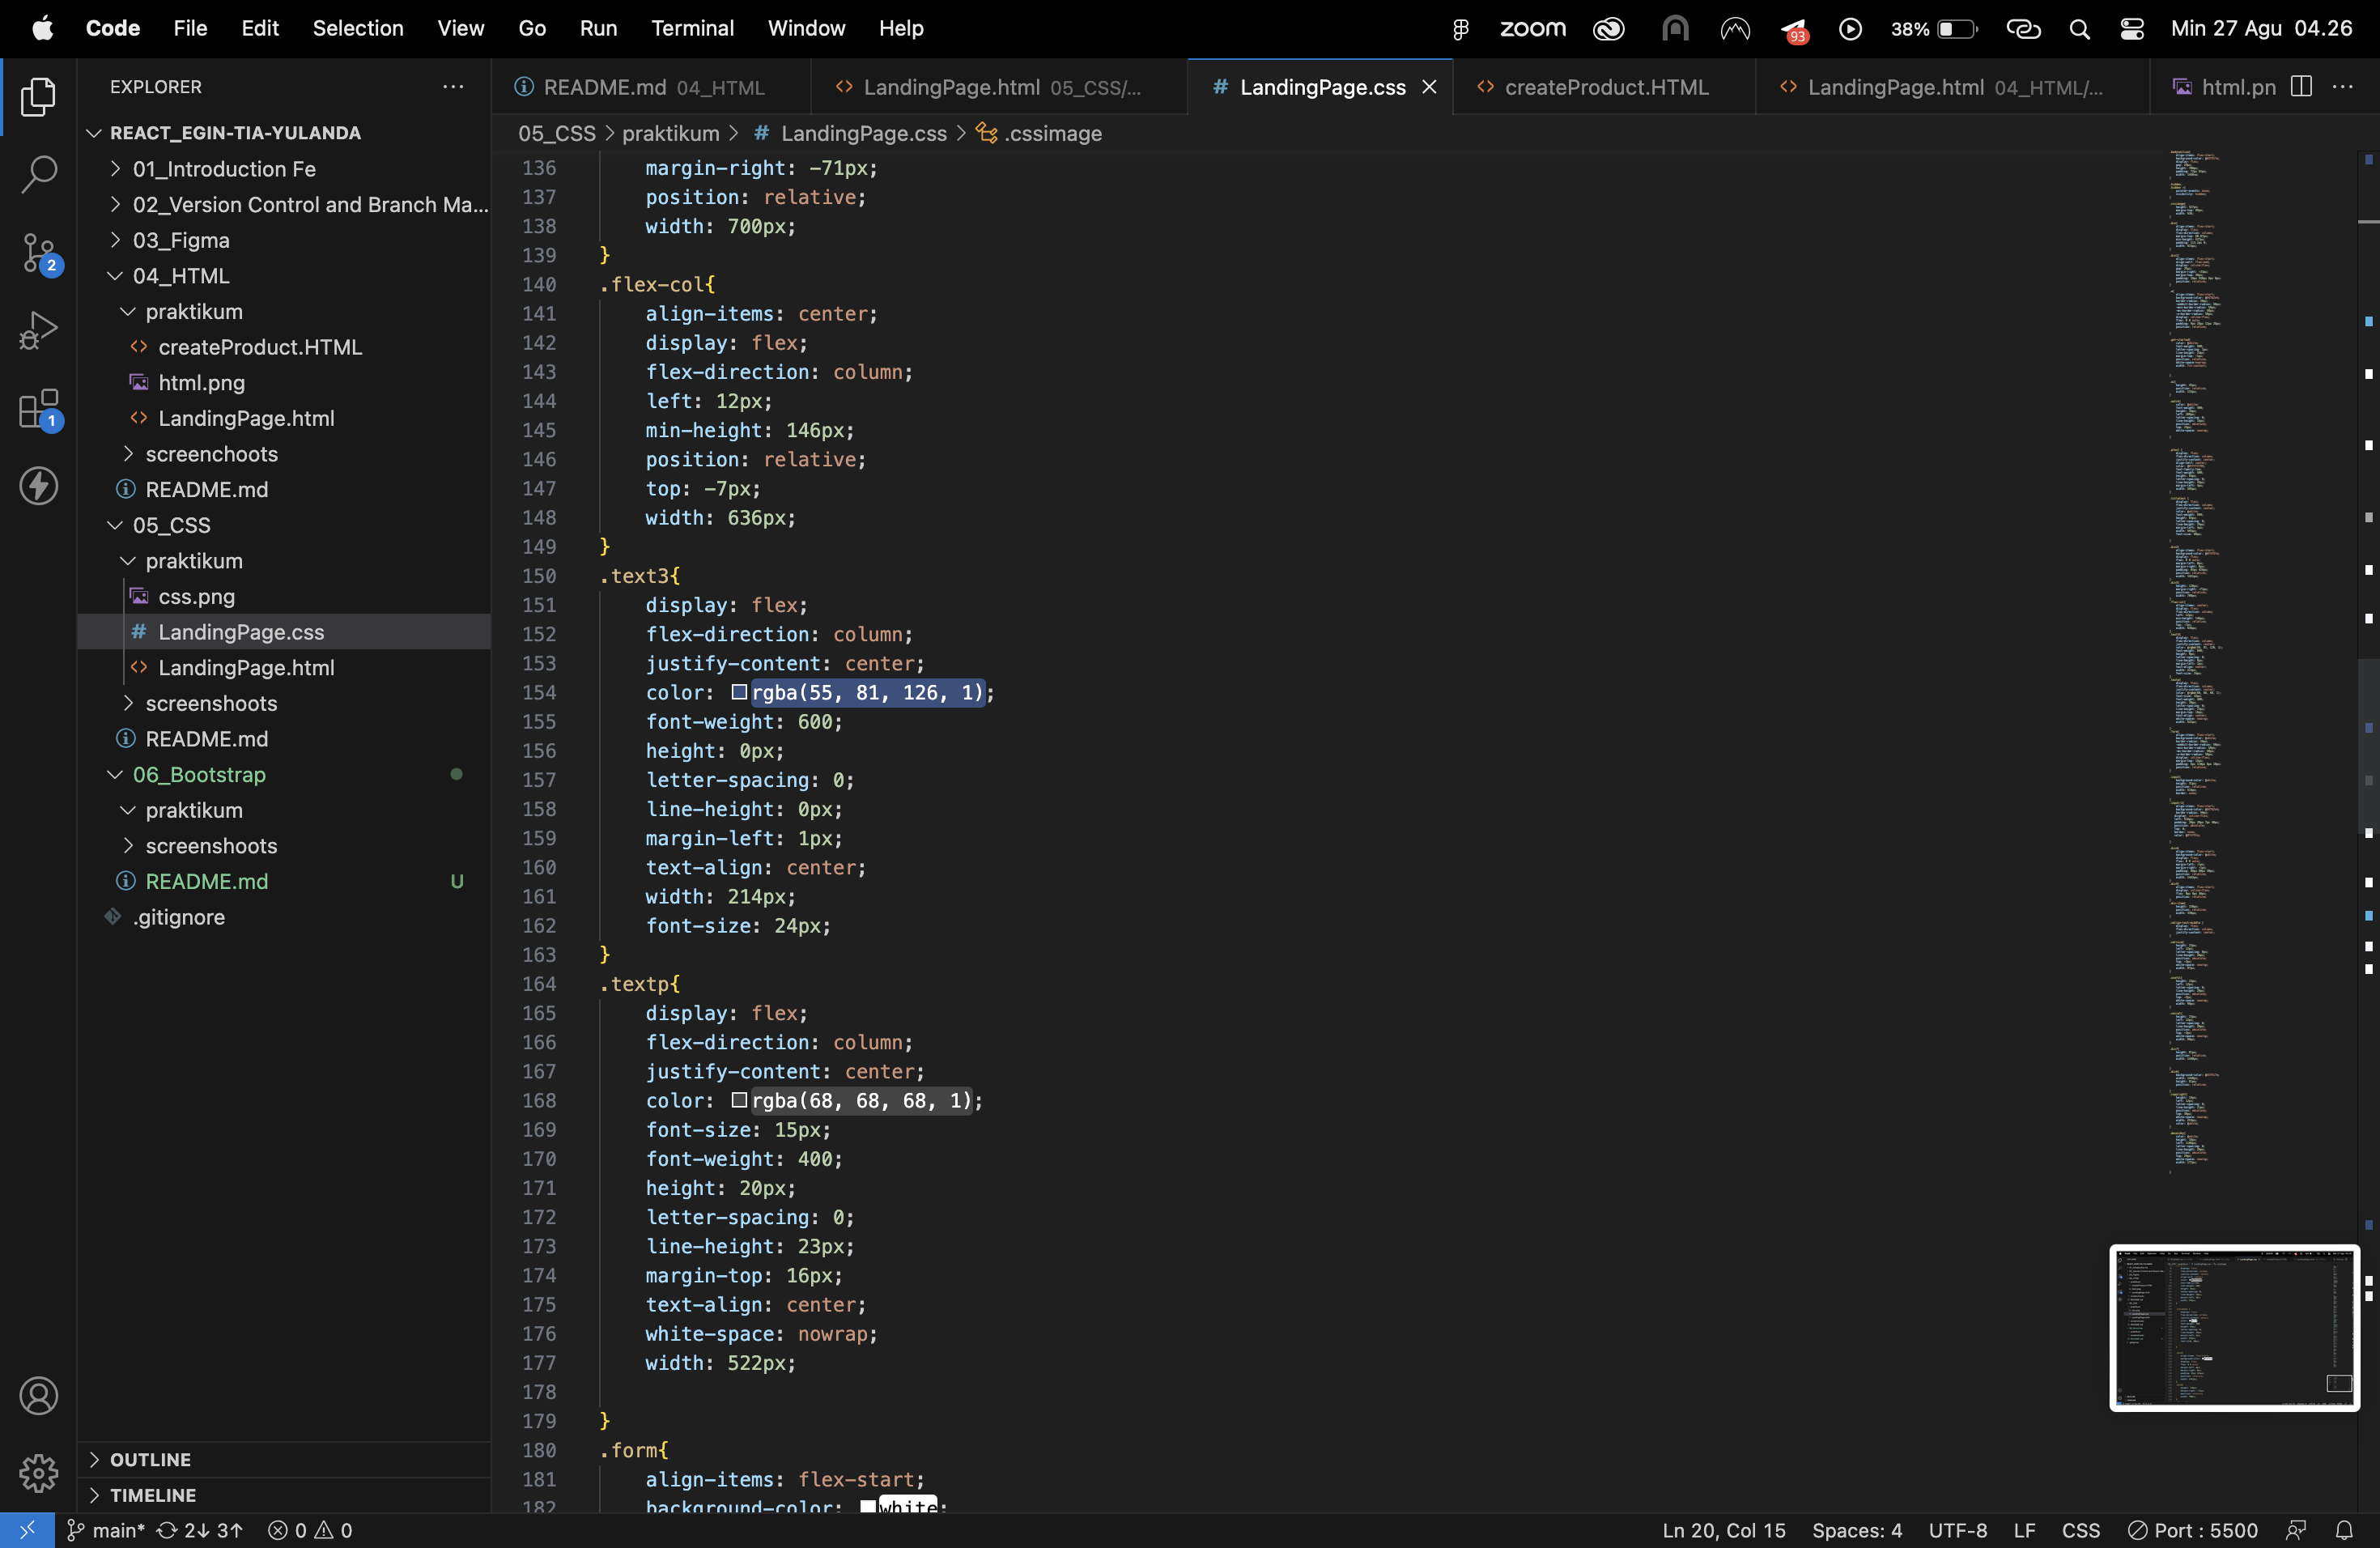 Code File Edit Selection View Go Run Terminal Window Help zoom 93 38% Min 27 Agu 04.26
EXPLORER
README.md 04_HTML LandingPage.html 05_CSS/... LandingPage.css createProduct.HTML LandingPage.html 04_HTML/... html.pn
REACT_EGIN-TIA-YULANDA
01_Introduction Fe
02_Version Control and Branch Ma...
03_Figma
04_HTML
praktikum
createProduct.HTML
html.png
LandingPage.html
screenchoots
README.md
05_CSS
praktikum
css.png
LandingPage.css
LandingPage.html
screenshoots
README.md
06_Bootstrap
praktikum
screenshoots
README.md U
.gitignore
OUTLINE
TIMELINE
2
1
05_CSS > praktikum > # LandingPage.css > .cssimage
136 margin-right: -71px;
137 position: relative;
138 width: 700px;
139 }
140 .flex-col{
141 align-items: center;
142 display: flex;
143 flex-direction: column;
144 left: 12px;
145 min-height: 146px;
146 position: relative;
147 top: -7px;
148 width: 636px;
149 }
150 .text3{
151 display: flex;
152 flex-direction: column;
153 justify-content: center;
154 color: rgba(55, 81, 126, 1);
155 font-weight: 600;
156 height: 0px;
157 letter-spacing: 0;
158 line-height: 0px;
159 margin-left: 1px;
160 text-align: center;
161 width: 214px;
162 font-size: 24px;
163 }
164 .textp{
165 display: flex;
166 flex-direction: column;
167 justify-content: center;
168 color: rgba(68, 68, 68, 1);
169 font-size: 15px;
170 font-weight: 400;
171 height: 20px;
172 letter-spacing: 0;
173 line-height: 23px;
174 margin-top: 16px;
175 text-align: center;
176 white-space: nowrap;
177 width: 522px;
178
179 }
180 .form{
181 align-items: flex-start;
182 background-color: white;
main* 2↓ 3↑ 0 0 Ln 20, Col 15 Spaces: 4 UTF-8 LF CSS Port : 5500